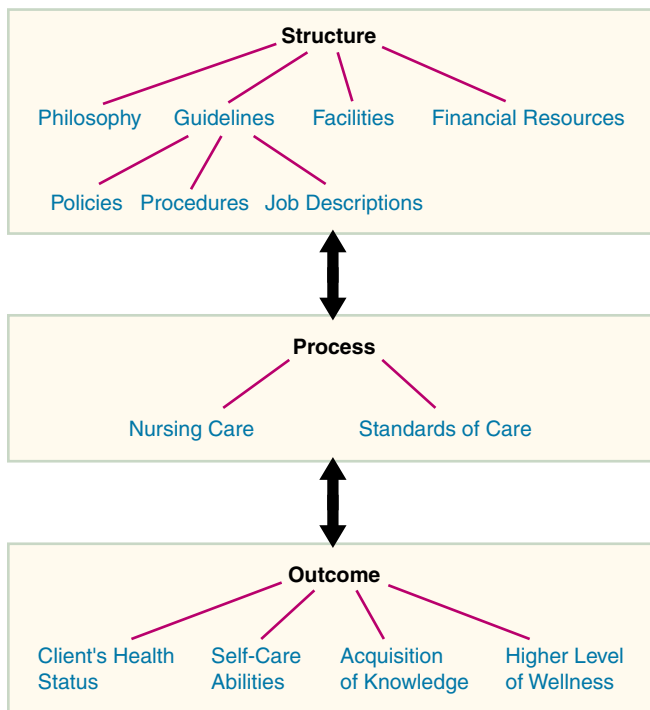 Structure
Philosophy Guidelines Facilities Financial Resources
Policies Procedures Job Descriptions
Process
Nursing Care Standards of Care
Outcome
Client's Health Status
Self-Care Abilities
Acquisition of Knowledge
Higher Level of Wellness